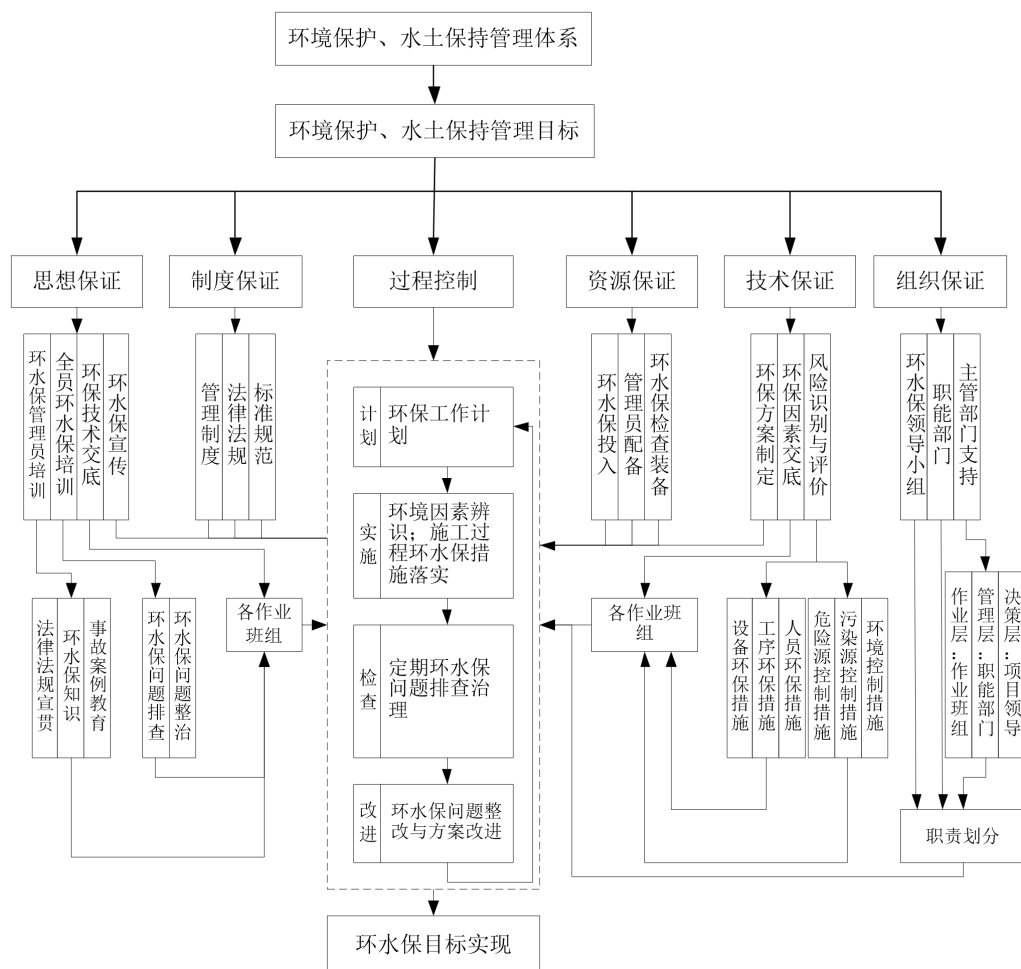 环境保护、水土保持管理体系
环境保护、水土保持管理目标
思想保证
制度保证
过程控制
资源保证
技术保证
组织保证
环水保管理员培训
全员环水保培训
环保技术交底
环水保宣传
管理制度
法律法规
标准规范
计划
环保工作计
划
实施
环境因素辨
识；施工过
程环水保措
施落实
检查
定期环水保
问题排查治
理
改进
环水保问题整
改与方案改进
环水保投入
管理员配备
环水保检查装备
环保方案制定
环保因素交底
风险识别与评价
环水保领导小组
职能部门
主管部门支持
法律法规宣贯
环水保知识
事故案例教育
环水保问题排查
环水保问题整治
各作业
班组
各作业班
组
设备环保措施
工序环保措施
人员环保措施
危险源控制措施
污染源控制措施
环境控制措施
作业层：作业班组
管理层：职能部门
决策层：项目领导
职责划分
环水保目标实现